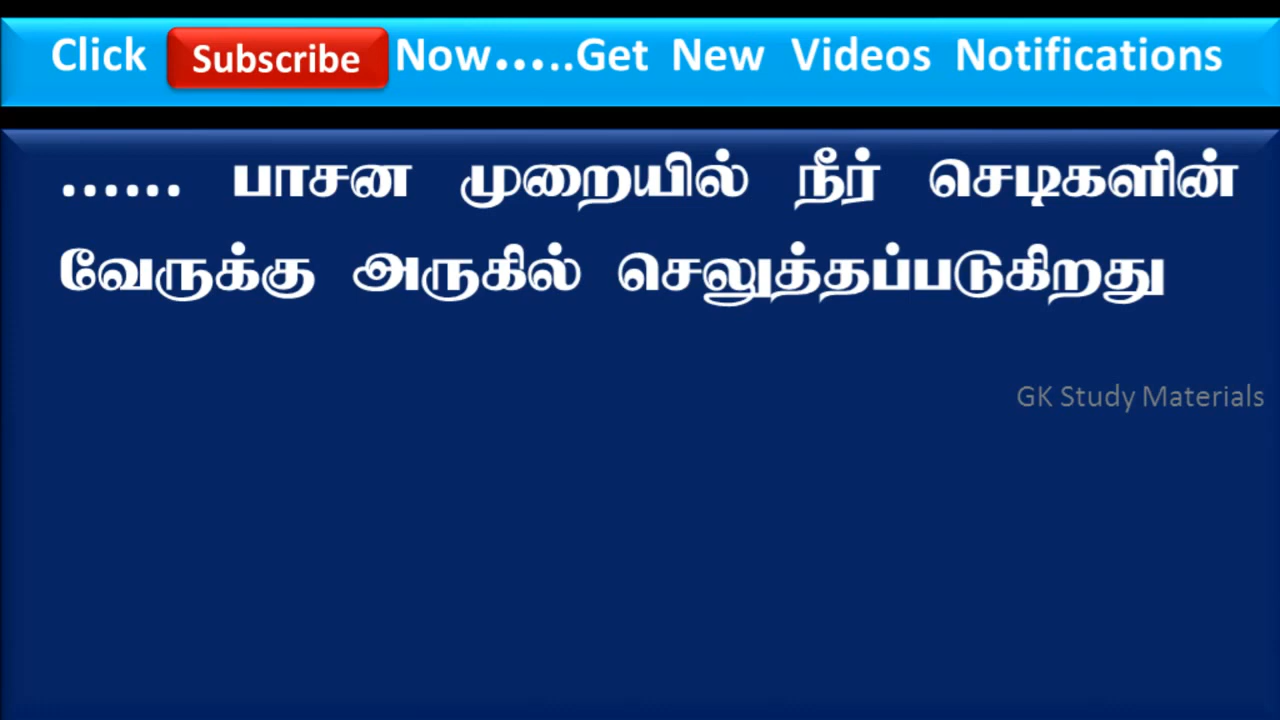 Click Subscribe Now.....Get New Videos Notifications
...... பாசன முறையில் நீர் செடிகளின்
வேருக்கு அருகில் செலுத்தப்படுகிறது
GK Study Materials